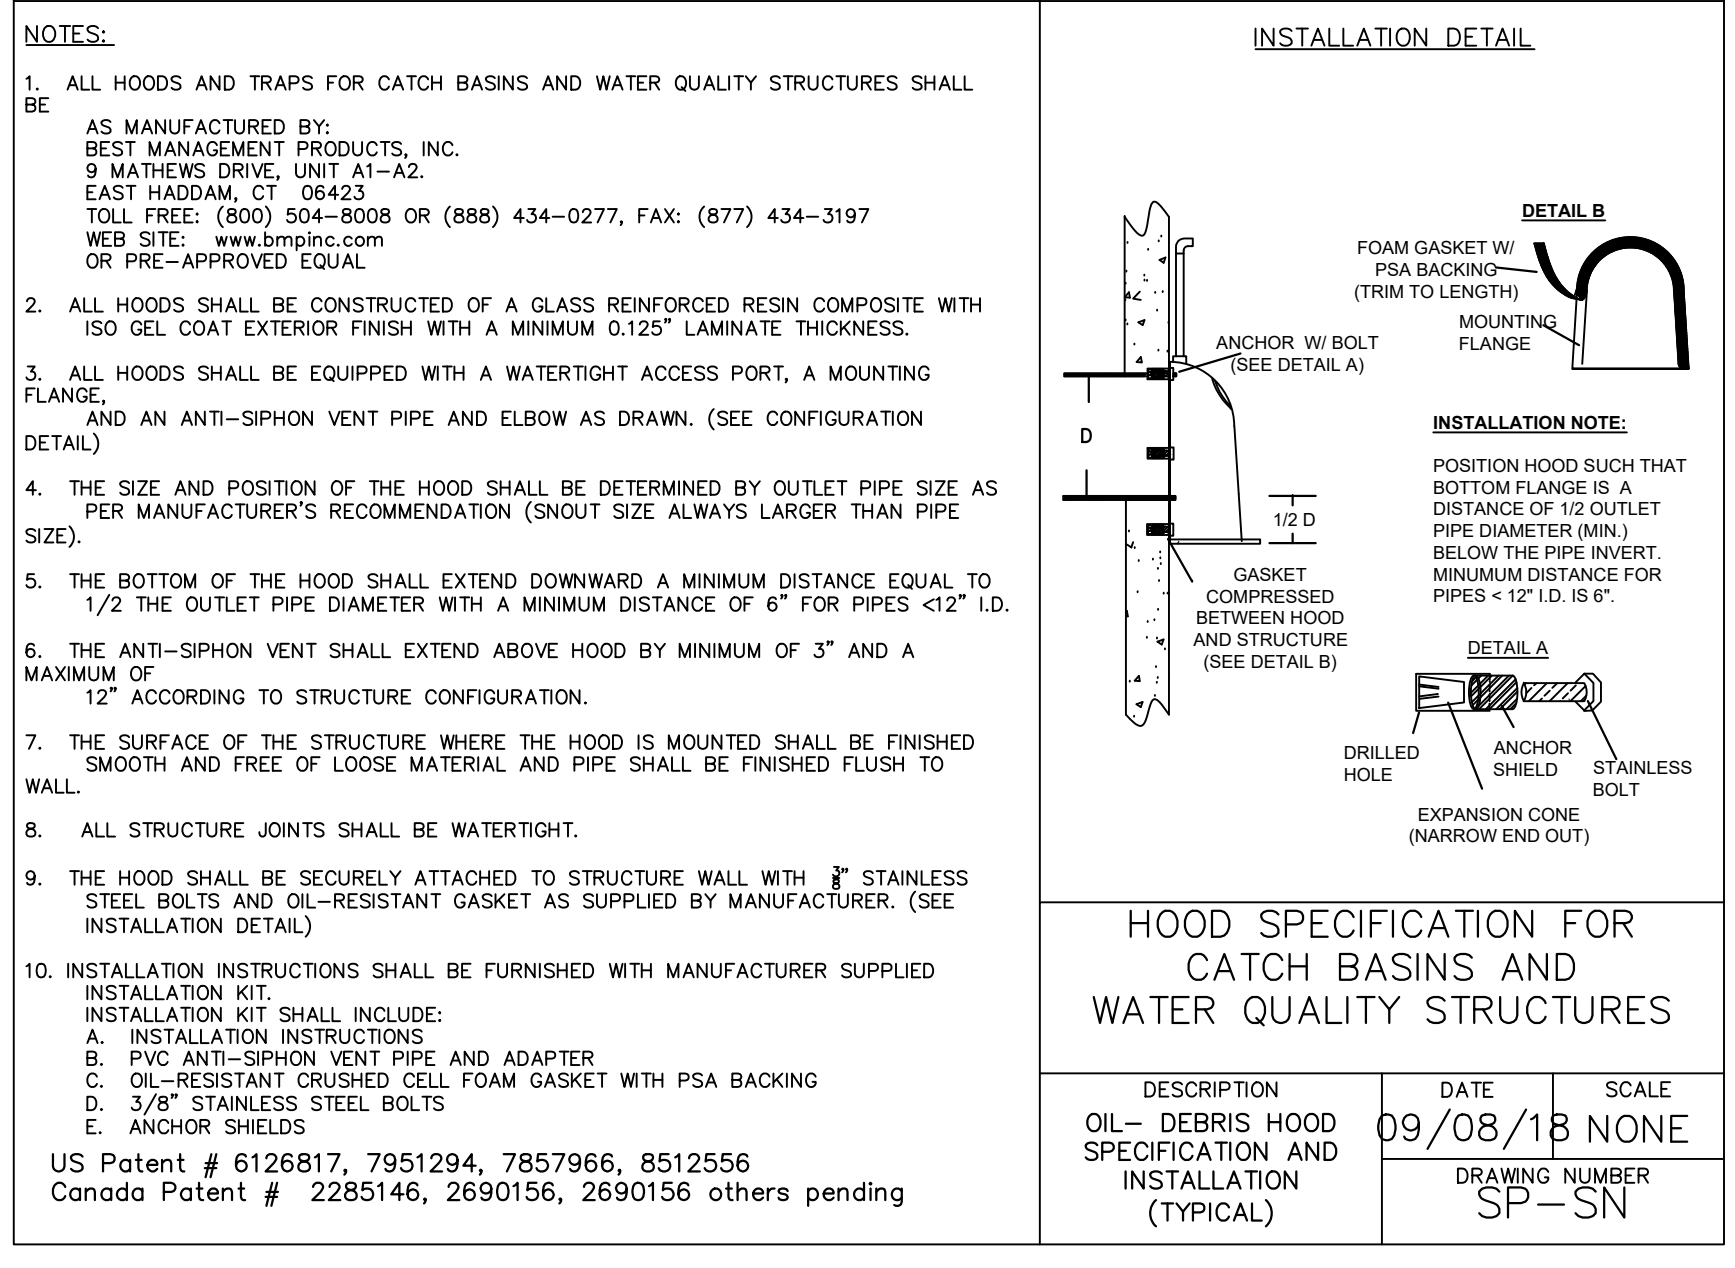 NOTES:
1. ALL HOODS AND TRAPS FOR CATCH BASINS AND WATER QUALITY STRUCTURES SHALL
BE
AS MANUFACTURED BY:
BEST MANAGEMENT PRODUCTS, INC.
9 MATHEWS DRIVE, UNIT A1-A2.
EAST HADDAM, CT 06423
TOLL FREE: (800) 504-8008 OR (888) 434-0277, FAX: (877) 434-3197
WEB SITE: www.bmpinc.com
OR PRE-APPROVED EQUAL
2. ALL HOODS SHALL BE CONSTRUCTED OF A GLASS REINFORCED RESIN COMPOSITE WITH
ISO GEL COAT EXTERIOR FINISH WITH A MINIMUM 0.125" LAMINATE THICKNESS.
3. ALL HOODS SHALL BE EQUIPPED WITH A WATERTIGHT ACCESS PORT, A MOUNTING
FLANGE,
AND AN ANTI-SIPHON VENT PIPE AND ELBOW AS DRAWN. (SEE CONFIGURATION
DETAIL)
4. THE SIZE AND POSITION OF THE HOOD SHALL BE DETERMINED BY OUTLET PIPE SIZE AS
PER MANUFACTURER'S RECOMMENDATION (SNOUT SIZE ALWAYS LARGER THAN PIPE
SIZE).
5. THE BOTTOM OF THE HOOD SHALL EXTEND DOWNWARD A MINIMUM DISTANCE EQUAL TO
1/2 THE OUTLET PIPE DIAMETER WITH A MINIMUM DISTANCE OF 6" FOR PIPES <12" I.D.
6. THE ANTI-SIPHON VENT SHALL EXTEND ABOVE HOOD BY MINIMUM OF 3" AND A
MAXIMUM OF
12" ACCORDING TO STRUCTURE CONFIGURATION.
7. THE SURFACE OF THE STRUCTURE WHERE THE HOOD IS MOUNTED SHALL BE FINISHED
SMOOTH AND FREE OF LOOSE MATERIAL AND PIPE SHALL BE FINISHED FLUSH TO
WALL.
8. ALL STRUCTURE JOINTS SHALL BE WATERTIGHT.
9. THE HOOD SHALL BE SECURELY ATTACHED TO STRUCTURE WALL WITH 3/8" STAINLESS
STEEL BOLTS AND OIL-RESISTANT GASKET AS SUPPLIED BY MANUFACTURER. (SEE
INSTALLATION DETAIL)
10. INSTALLATION INSTRUCTIONS SHALL BE FURNISHED WITH MANUFACTURER SUPPLIED
INSTALLATION KIT.
INSTALLATION KIT SHALL INCLUDE:
A. INSTALLATION INSTRUCTIONS
B. PVC ANTI-SIPHON VENT PIPE AND ADAPTER
C. OIL-RESISTANT CRUSHED CELL FOAM GASKET WITH PSA BACKING
D. 3/8" STAINLESS STEEL BOLTS
E. ANCHOR SHIELDS
US Patent # 6126817, 7951294, 7857966, 8512556
Canada Patent # 2285146, 2690156, 2690156 others pending
INSTALLATION DETAIL
DETAIL B
FOAM GASKET W/
PSA BACKING
(TRIM TO LENGTH)
MOUNTING
FLANGE
ANCHOR W/ BOLT
(SEE DETAIL A)
D
1/2 D
GASKET
COMPRESSED
BETWEEN HOOD
AND STRUCTURE
(SEE DETAIL B)
INSTALLATION NOTE:
POSITION HOOD SUCH THAT
BOTTOM FLANGE IS A
DISTANCE OF 1/2 OUTLET
PIPE DIAMETER (MIN.)
BELOW THE PIPE INVERT.
MINUMUM DISTANCE FOR
PIPES < 12" I.D. IS 6".
DETAIL A
DRILLED
HOLE
ANCHOR
SHIELD
STAINLESS
BOLT
EXPANSION CONE
(NARROW END OUT)
HOOD SPECIFICATION FOR
CATCH BASINS AND
WATER QUALITY STRUCTURES
DESCRIPTION
OIL- DEBRIS HOOD
SPECIFICATION AND
INSTALLATION
(TYPICAL)
DATE
09/08/18
SCALE
NONE
DRAWING NUMBER
SP-SN